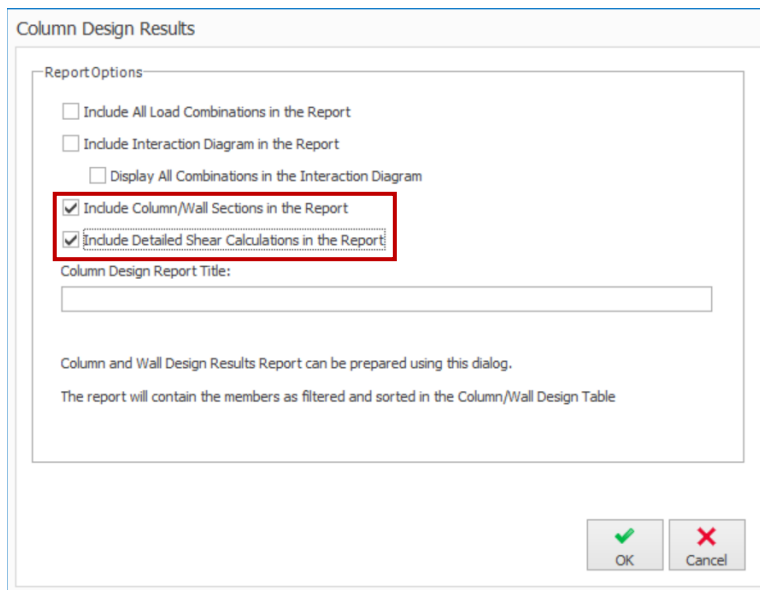 Column Design Results
Report Options
Include All Load Combinations in the Report
Include Interaction Diagram in the Report
Display All Combinations in the Interaction Diagram
Include Column/Wall Sections in the Report
Include Detailed Shear Calculations in the Report
Column Design Report Title:
Column and Wall Design Results Report can be prepared using this dialog.
The report will contain the members as filtered and sorted in the Column/Wall Design Table
OK
Cancel